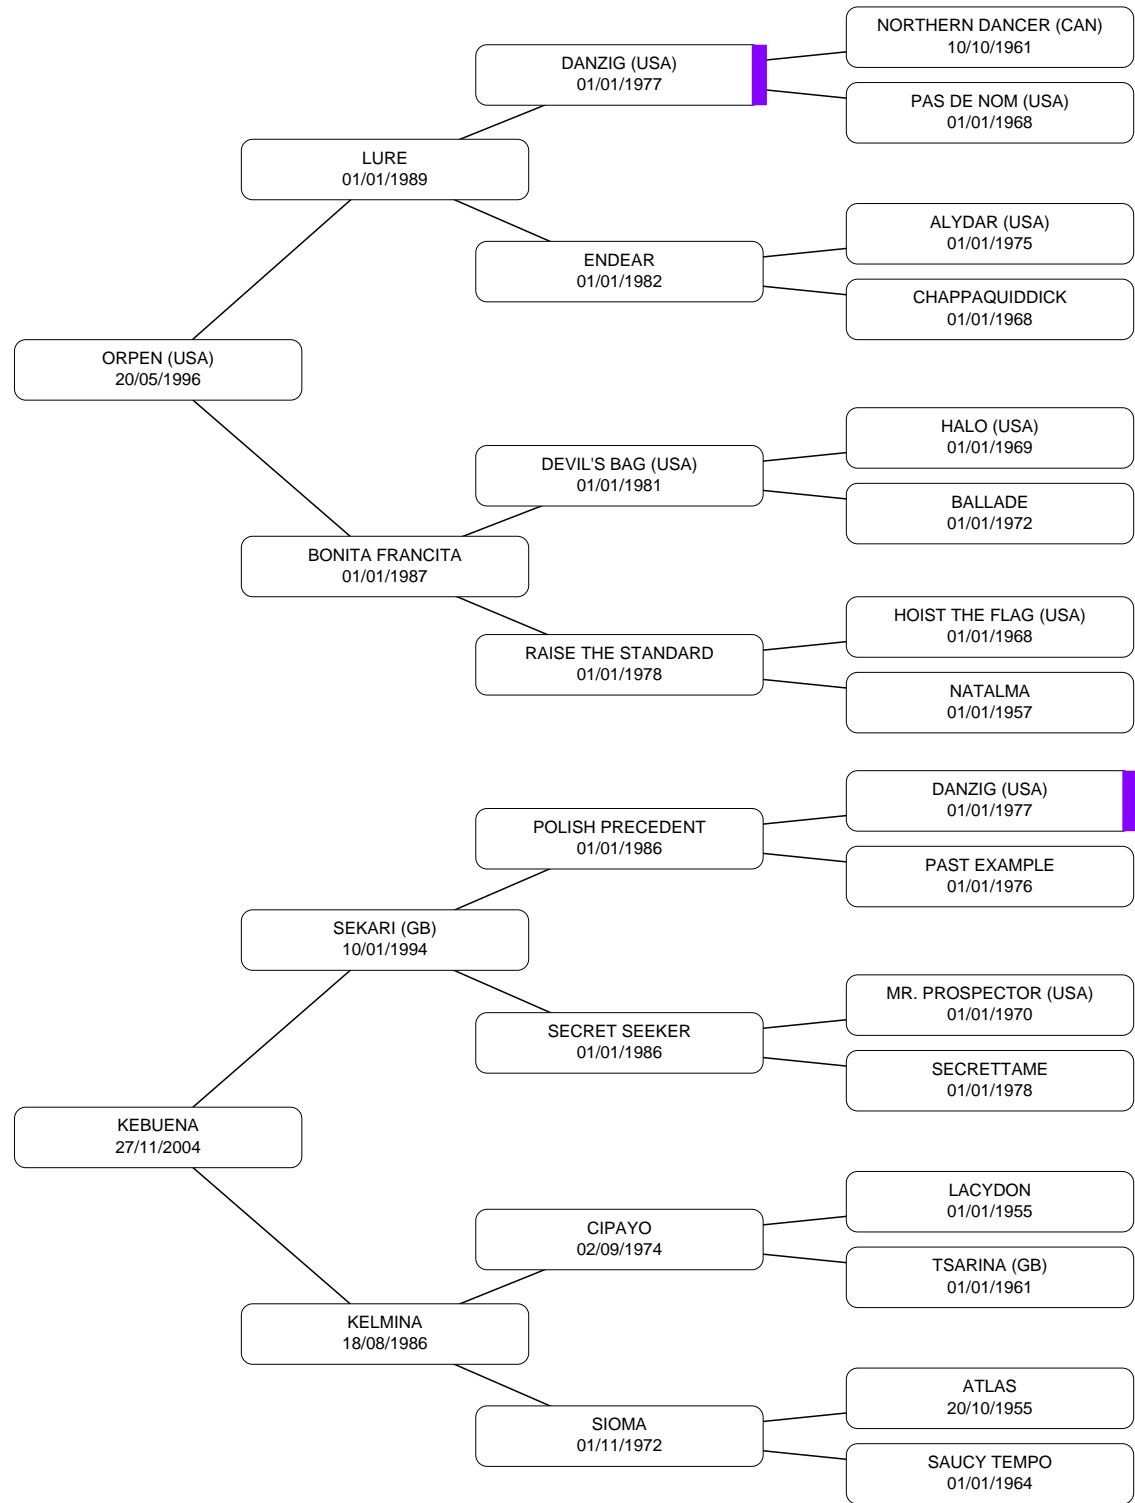 NORTHERN DANCER (CAN)
10/10/1961
DANZIG (USA)
01/01/1977
PAS DE NOM (USA)
01/01/1968
LURE
01/01/1989
ALYDAR (USA)
01/01/1975
ENDEAR
01/01/1982
CHAPPAQUIDDICK
01/01/1968
ORPEN (USA)
20/05/1996
HALO (USA)
01/01/1969
DEVIL'S BAG (USA)
01/01/1981
BALLADE
01/01/1972
BONITA FRANCITA
01/01/1987
HOIST THE FLAG (USA)
01/01/1968
RAISE THE STANDARD
01/01/1978
NATALMA
01/01/1957
DANZIG (USA)
01/01/1977
POLISH PRECEDENT
01/01/1986
PAST EXAMPLE
01/01/1976
SEKARI (GB)
10/01/1994
MR. PROSPECTOR (USA)
01/01/1970
SECRET SEEKER
01/01/1986
SECRETTAME
01/01/1978
KEBUENA
27/11/2004
LACYDON
01/01/1955
CIPAYO
02/09/1974
TSARINA (GB)
01/01/1961
KELMINA
18/08/1986
ATLAS
20/10/1955
SIOMA
01/11/1972
SAUCY TEMPO
01/01/1964